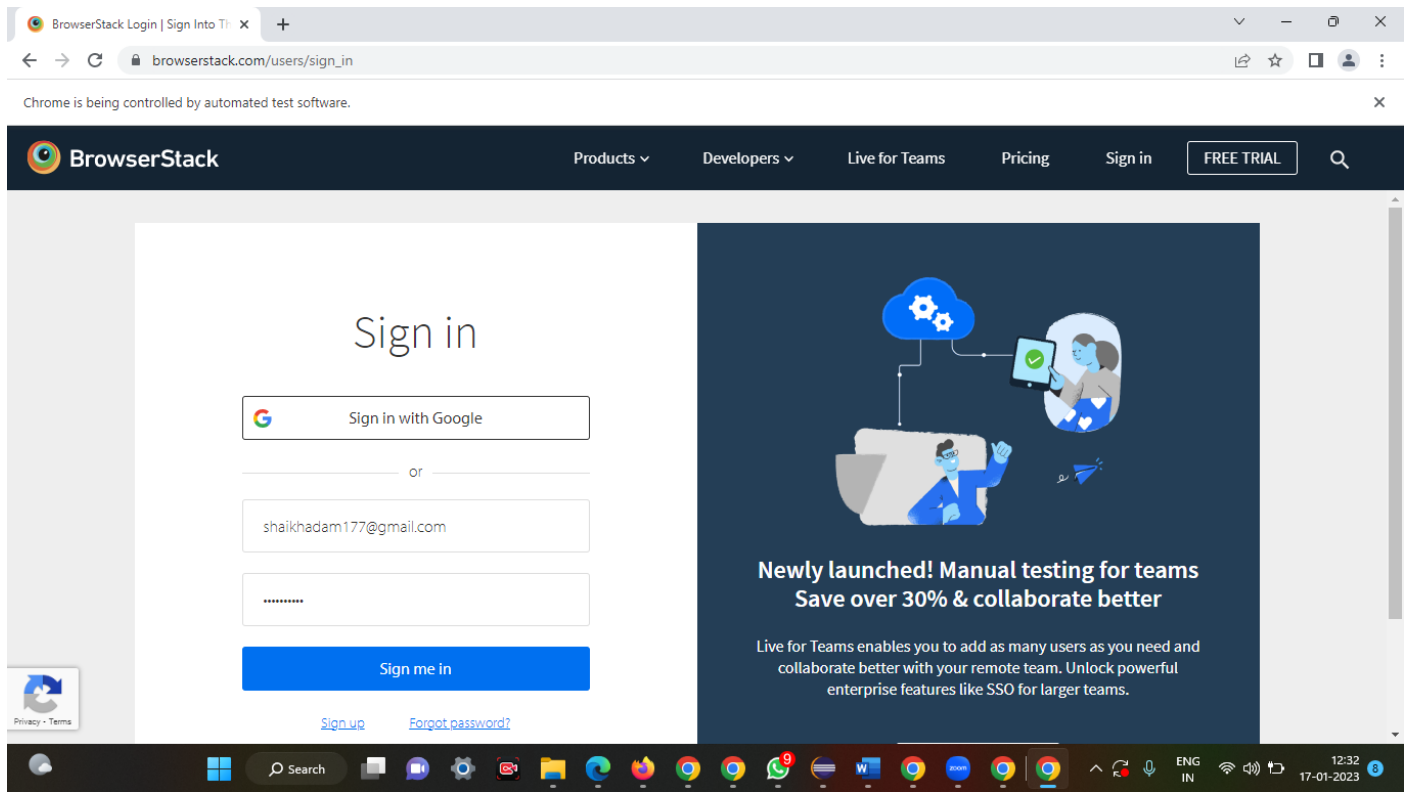 BrowserStack Login | Sign Into Th
browserstack.com/users/sign_in
Chrome is being controlled by automated test software.
BrowserStack Products Developers Live for Teams Pricing Sign in FREE TRIAL
Sign in
Sign in with Google
or
shaikhadam177@gmail.com
••••••••••
Sign me in
Sign up Forgot password?
Newly launched! Manual testing for teams
Save over 30% & collaborate better
Live for Teams enables you to add as many users as you need and
collaborate better with your remote team. Unlock powerful
enterprise features like SSO for larger teams.
Privacy - Terms
Search
9
W
zoom
ENG
IN
12:32
17-01-2023
8